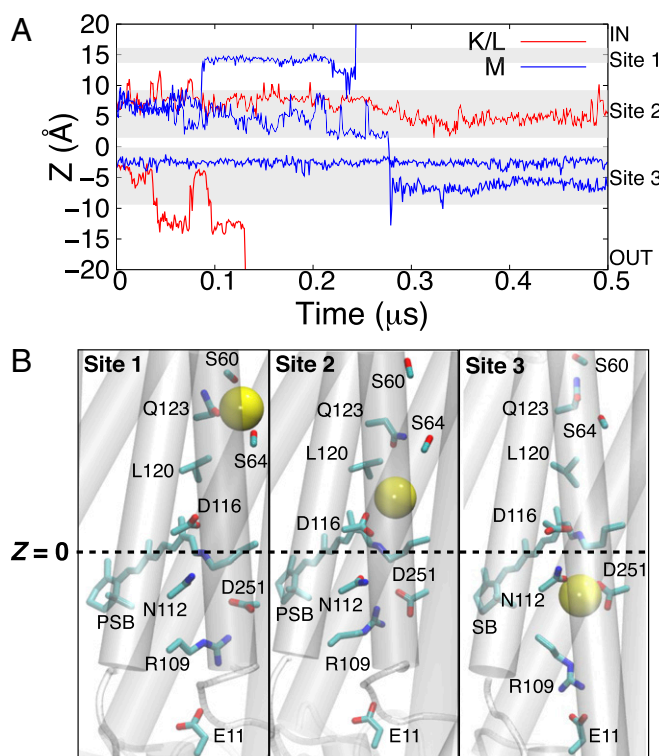 A
K/L
M
IN
Site 1
Site 2
Site 3
OUT
Z (Å)
20
15
10
5
0
−5
−10
−15
−20
0 0.1 0.2 0.3 0.4 0.5
Time (μs)
B
Site 1
S60
Q123
S64
L120
D116
N112
D251
PSB
R109
E11
Site 2
S60
Q123
S64
L120
D116
N112
D251
PSB
R109
E11
Site 3
S60
Q123
S64
L120
D116
N112
D251
SB
R109
E11
Z = 0